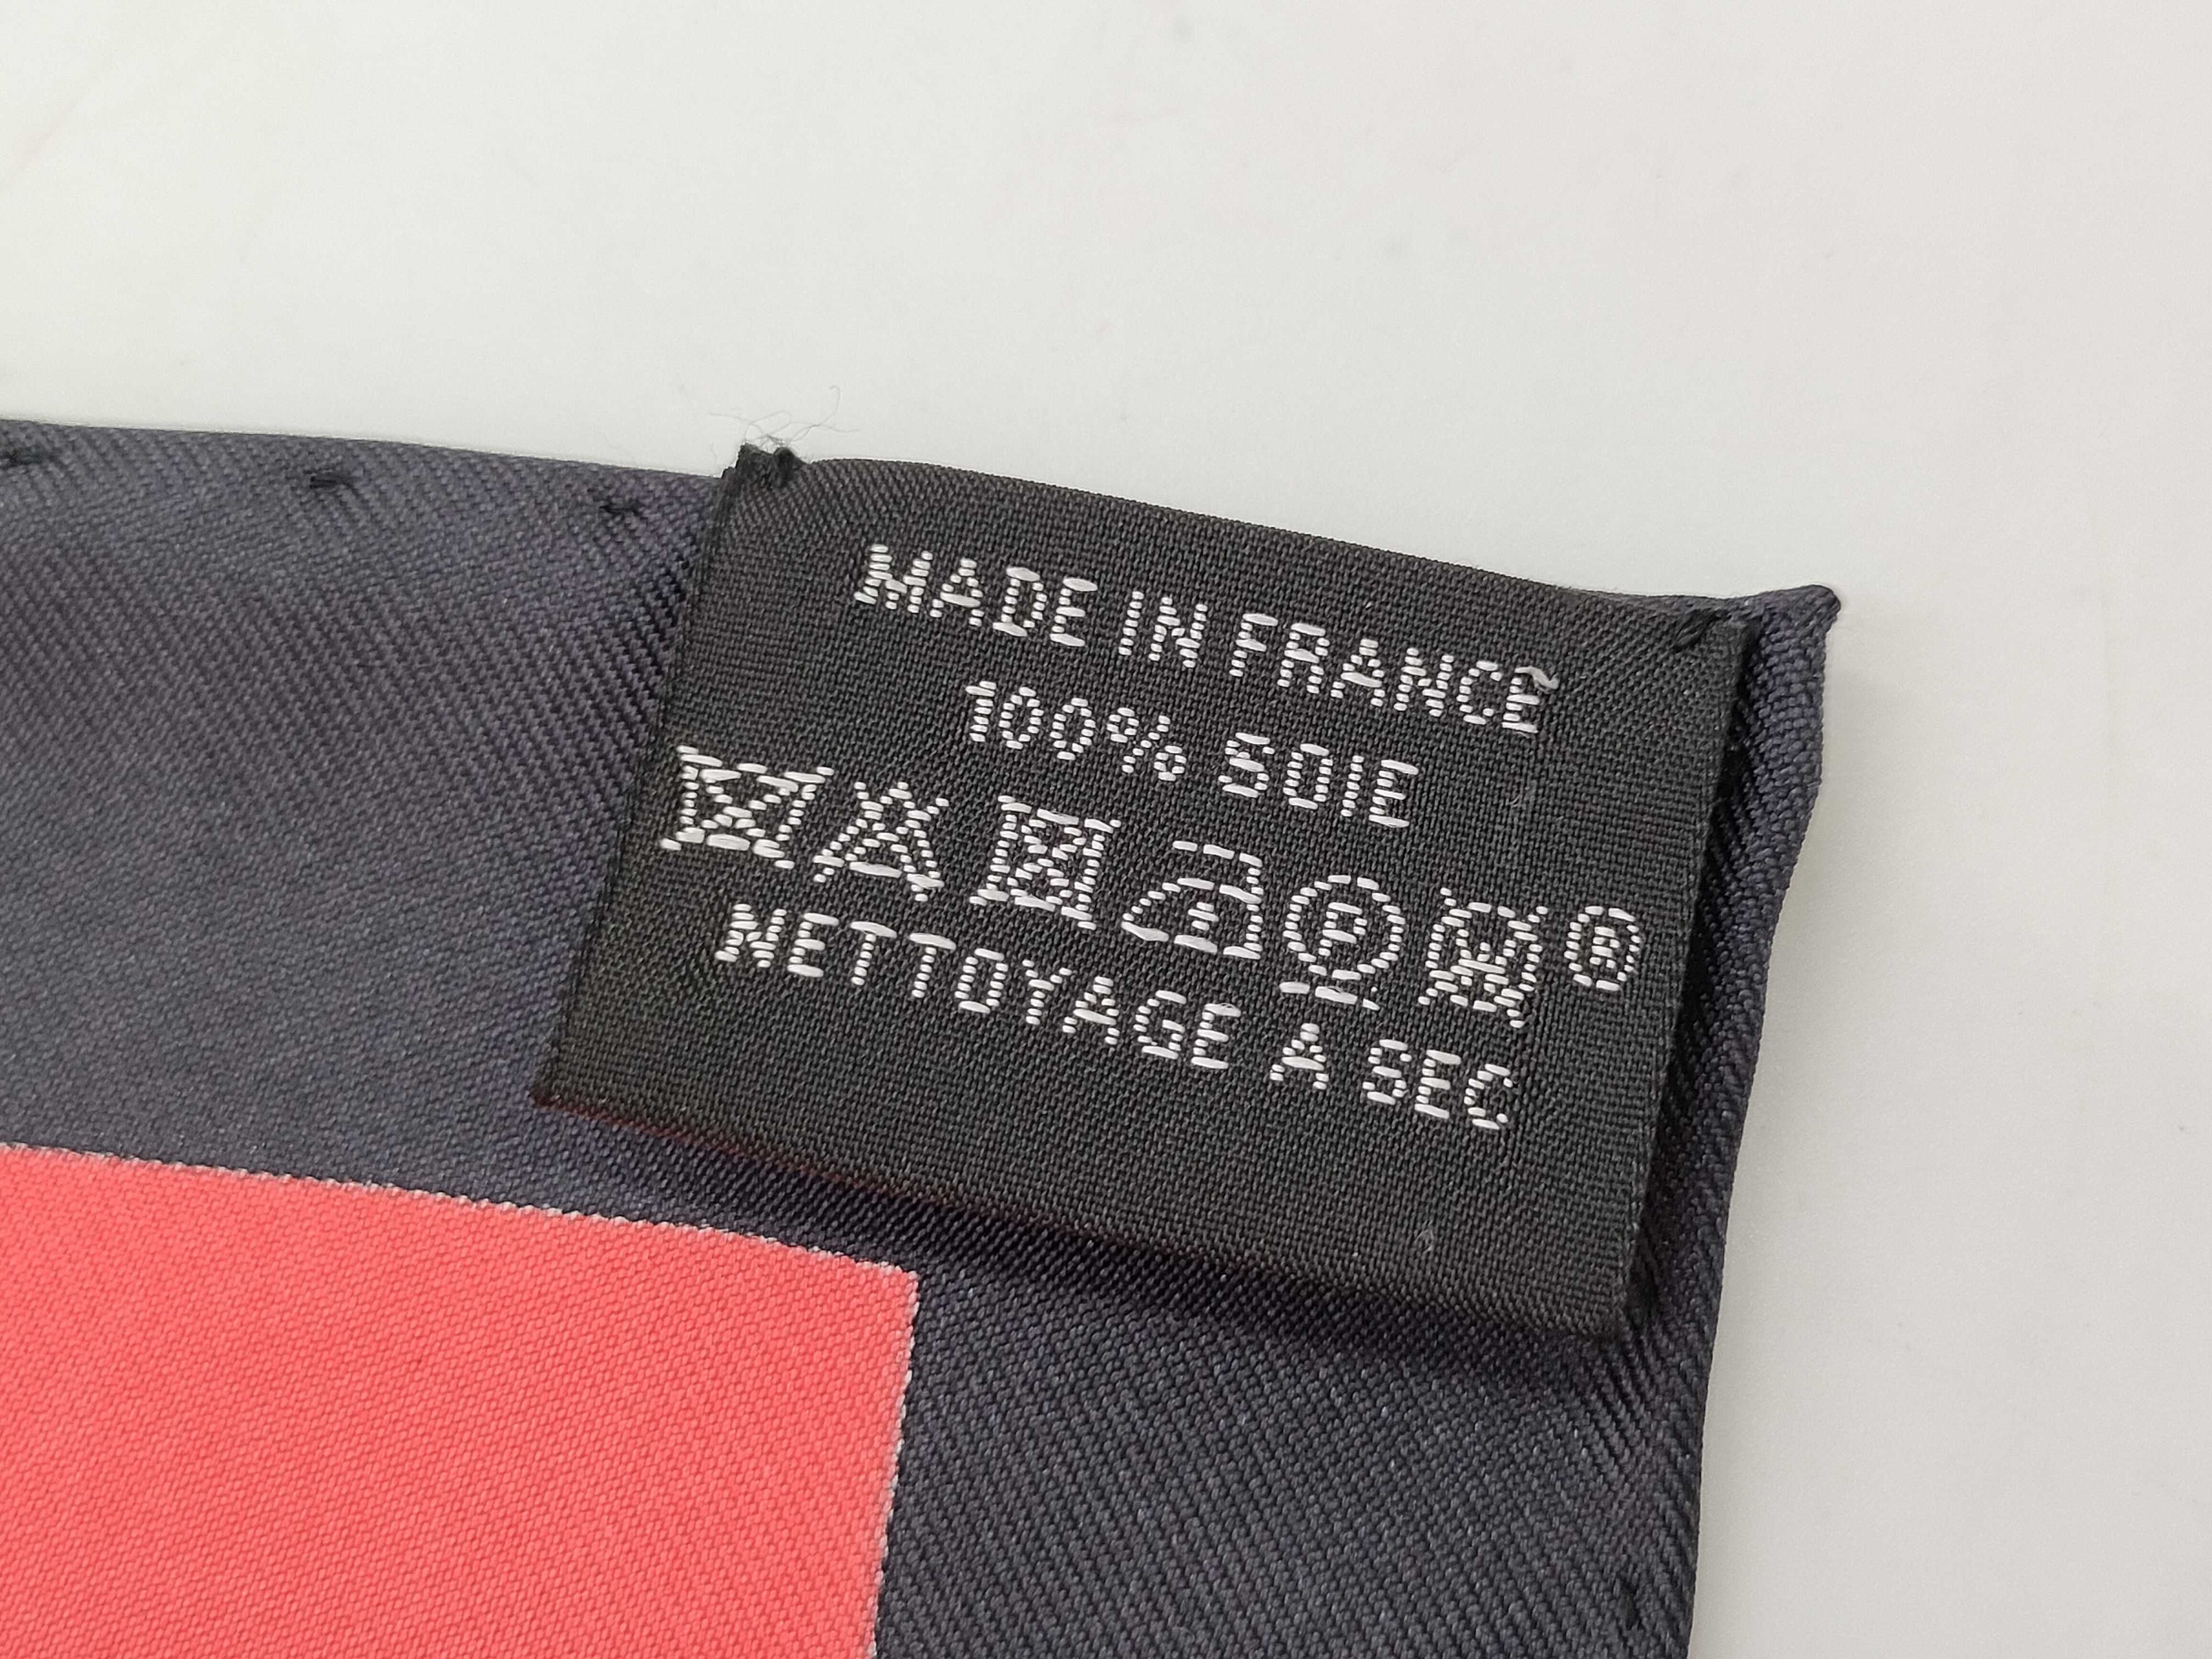 MADE IN FRANCE
100% SOIE
P W ®
NETTOYAGE A SEC